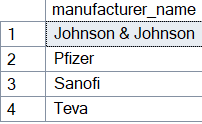 manufacturer_name
1 Johnson & Johnson
2 Pfizer
3 Sanofi
4 Teva